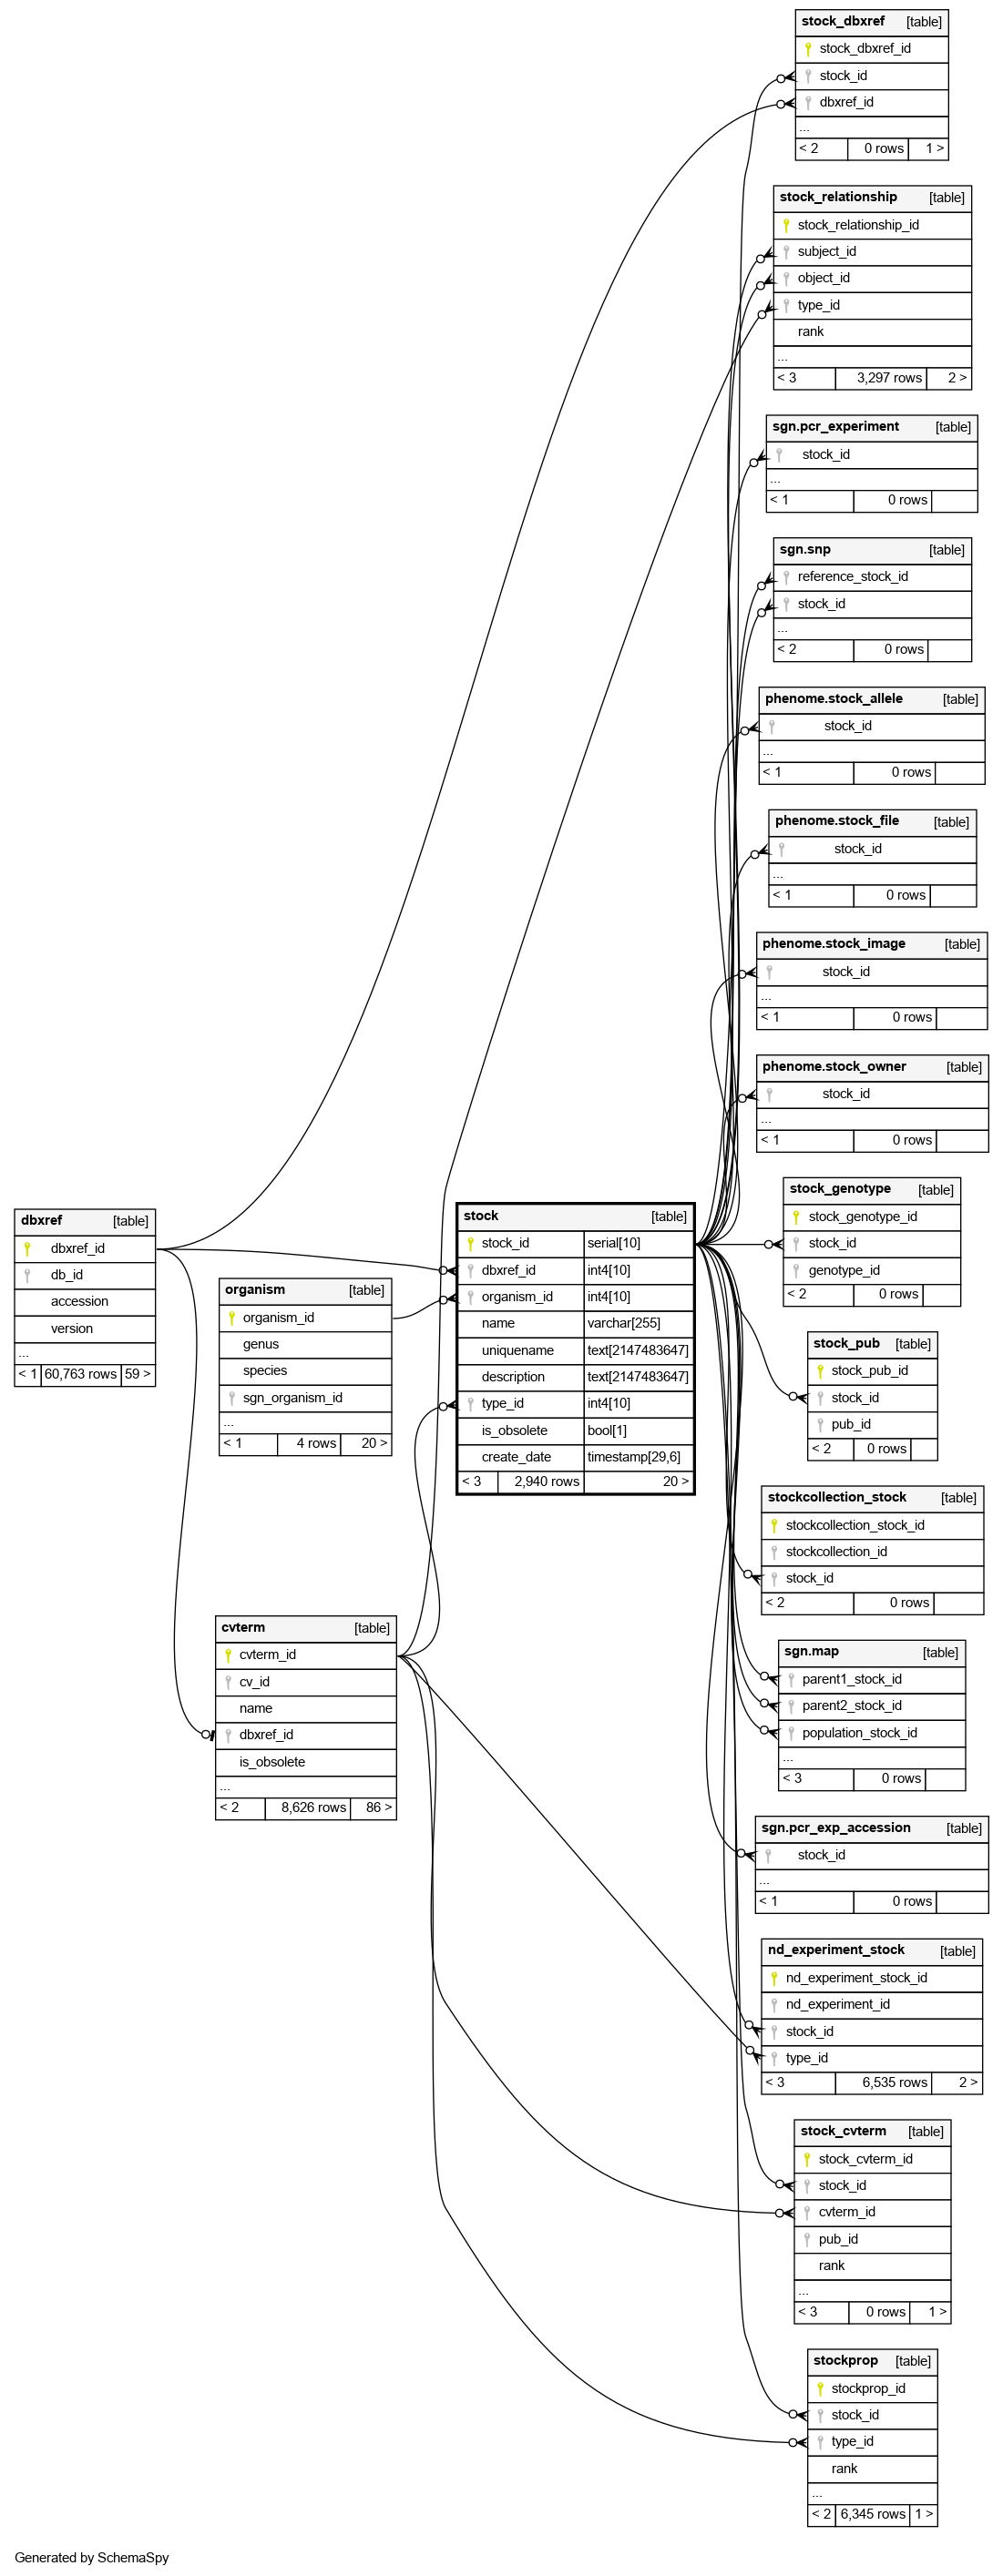 stock_dbxref [table]
stock_dbxref_id
stock_id
dbxref_id
...
< 2 0 rows 1 >
stock_relationship [table]
stock_relationship_id
subject_id
object_id
type_id
rank
...
< 3 3,297 rows 2 >
sgn.pcr_experiment [table]
stock_id
...
< 1 0 rows
sgn.snp [table]
reference_stock_id
stock_id
...
< 2 0 rows
phenome.stock_allele [table]
stock_id
...
< 1 0 rows
phenome.stock_file [table]
stock_id
...
< 1 0 rows
phenome.stock_image [table]
stock_id
...
< 1 0 rows
phenome.stock_owner [table]
stock_id
...
< 1 0 rows
stock_genotype [table]
stock_genotype_id
stock_id
genotype_id
< 2 0 rows
dbxref [table]
dbxref_id
db_id
accession
version
...
< 1 60,763 rows 59 >
organism [table]
organism_id
genus
species
sgn_organism_id
...
< 1 4 rows 20 >
stock [table]
stock_id serial[10]
dbxref_id int4[10]
organism_id int4[10]
name varchar[255]
uniquename text[2147483647]
description text[2147483647]
type_id int4[10]
is_obsolete bool[1]
create_date timestamp[29,6]
< 3 2,940 rows 20 >
stock_pub [table]
stock_pub_id
stock_id
pub_id
< 2 0 rows
stockcollection_stock [table]
stockcollection_stock_id
stockcollection_id
stock_id
< 2 0 rows
cvterm [table]
cvterm_id
cv_id
name
dbxref_id
is_obsolete
...
< 2 8,626 rows 86 >
sgn.map [table]
parent1_stock_id
parent2_stock_id
population_stock_id
...
< 3 0 rows
sgn.pcr_exp_accession [table]
stock_id
...
< 1 0 rows
nd_experiment_stock [table]
nd_experiment_stock_id
nd_experiment_id
stock_id
type_id
< 3 6,535 rows 2 >
stock_cvterm [table]
stock_cvterm_id
stock_id
cvterm_id
pub_id
rank
...
< 3 0 rows 1 >
stockprop [table]
stockprop_id
stock_id
type_id
rank
...
< 2 6,345 rows 1 >
Generated by SchemaSpy